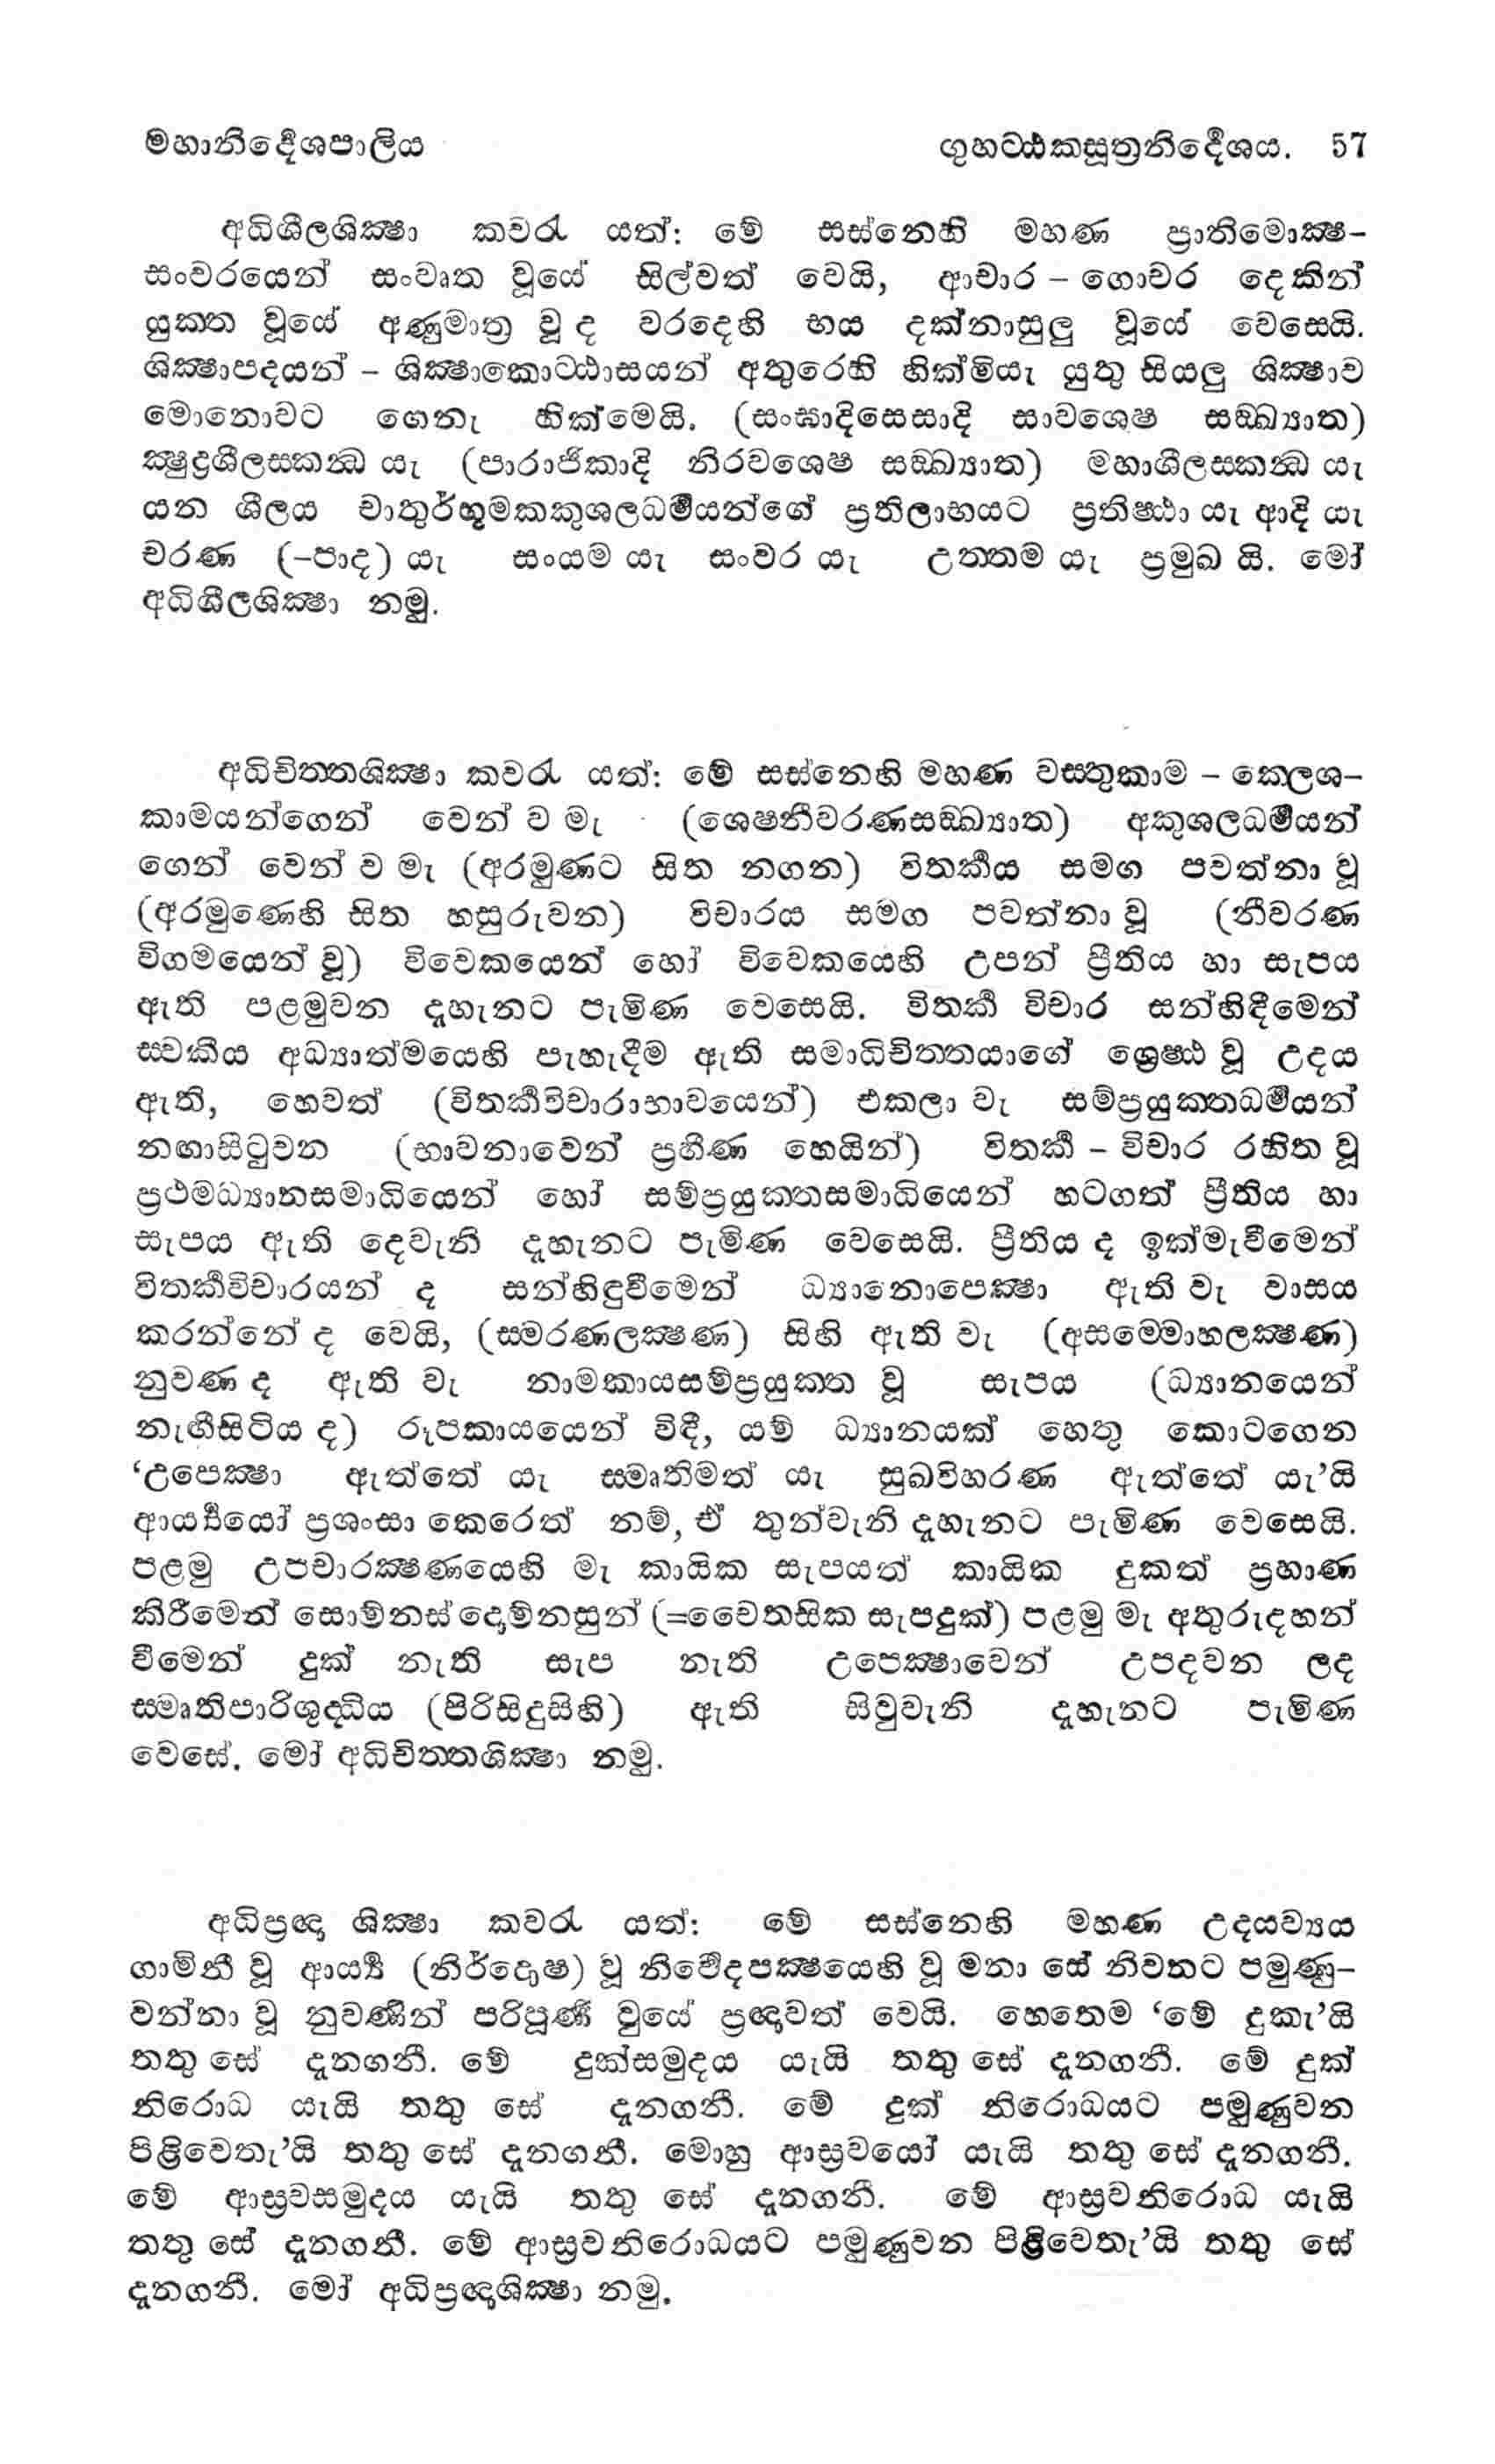 මහානිර්දේශපාලිය ගුහට්ඨකසූත්‍රනිර්දේශය. 57
අධිශීලශික්‍ෂා කවරැ යත්: මේ සස්නෙහි මහණ ප්‍රාතිමොක්‍ෂ-
සංවරයෙන් සංවෘත වූයේ සිල්වත් වෙයි, ආචාර – ගොචර දෙකින්
යුක්ත වූයේ අණුමාත්‍ර වූ ද වරදෙහි භය දක්නාසුලු වූයේ වෙසෙයි.
ශික්‍ෂාපදයන් – ශික්‍ෂාකොට්ඨාසයන් අතුරෙහි හික්මියැ යුතු සියලු ශික්‍ෂාව
මොනොවට ගෙනැ හික්මෙයි. (සංඝාදිසෙසාදි සාවශෙෂ සඞ්ඛ්‍යාත)
ක්‍ෂුද්‍රශීලස්කන්ධ යැ (පාරාජිකාදි නිරවශෙෂ සඞ්ඛ්‍යාත) මහාශීලස්කන්ධ යැ
යන ශීලය චාතුර්භූමකකුශලධර්මයන්ගේ ප්‍රතිලාභයට ප්‍රතිෂ්ඨා යැ ආදි යැ
චරණ (-පාද) යැ සංයම යැ සංවර යැ උත්තම යැ ප්‍රමුඛ යි. මෝ
අධිශීලශික්‍ෂා නමු.
අධිචිත්තශික්‍ෂා කවරැ යත්: මේ සස්නෙහි මහණ වස්තුකාම – ක්ලෙශ-
කාමයන්ගෙන් වෙන් ව මැ (ශෙෂනීවරණසඞ්ඛ්‍යාත) අකුශලධර්මයන්
ගෙන් වෙන් ව මැ (අරමුණට සිත නගන) විතර්කය සමග පවත්නා වූ
(අරමුණෙහි සිත හසුරුවන) විචාරය සමග පවත්නා වූ (නීවරණ
විගමයෙන් වූ) විවෙකයෙන් හෝ විවෙකයෙහි උපන් ප්‍රීතිය හා සැපය
ඇති පළමුවන දැහැනට පැමිණ වෙසෙයි. විතර්ක විචාර සන්හිඳීමෙන්
ස්වකීය අධ්‍යාත්මයෙහි පැහැදීම ඇති සමාධිචිත්තයාගේ ශ්‍රෙෂ්ඨ වූ උදය
ඇති, හෙවත් (විතර්කවිචාරාභාවයෙන්) එකලා වැ සම්ප්‍රයුක්තධර්මයන්
නඟාසිටුවන (භාවනාවෙන් ප්‍රහීණ හෙයින්) විතර්ක – විචාර රහිත වූ
ප්‍රථමධ්‍යානසමාධියෙන් හෝ සම්ප්‍රයුක්තසමාධියෙන් හටගත් ප්‍රීතිය හා
සැපය ඇති දෙවැනි දැහැනට පැමිණ වෙසෙයි. ප්‍රීතිය ද ඉක්මැවීමෙන්
විතර්කවිචාරයන් ද සන්හිඳුවීමෙන් ධ්‍යානොපෙක්‍ෂා ඇති වැ වාසය
කරන්නේ ද වෙයි, (ස්මරණලක්‍ෂණ) සිහි ඇති වැ (අසම්මොහලක්‍ෂණ)
නුවණ ද ඇති වැ නාමකායසම්ප්‍රයුක්ත වූ සැපය (ධ්‍යානයෙන්
නැඟීසිටිය ද) රූපකායයෙන් විඳී, යම් ධ්‍යානයක් හෙතු කොටගෙන
‘උපෙක්‍ෂා ඇත්තේ යැ ස්මෘතිමත් යැ සුඛවිහරණ ඇත්තේ යැ’යි
ආර්‍ය්‍යයෝ ප්‍රශංසා කෙරෙත් නම්, ඒ තුන්වැනි දැහැනට පැමිණ වෙසෙයි.
පළමු උපචාරක්‍ෂණයෙහි මැ කායික සැපයත් කායික දුකත් ප්‍රහාණ
කිරීමෙන් සොම්නස් දොම්නසුන් (=චෛතසික සැපදුක්) පළමු මැ අතුරුදහන්
වීමෙන් දුක් නැති සැප නැති උපෙක්‍ෂාවෙන් උපදවන ලද
ස්මෘතිපාරිශුද්ධිය (පිරිසිදුසිහි) ඇති සිවුවැනි දැහැනට පැමිණ
වෙසේ. මෝ අධිචිත්තශික්‍ෂා නමු.
අධිප්‍රඥා ශික්‍ෂා කවරැ යත්: මේ සස්නෙහි මහණ උදයව්‍යය
ගාමිනී වූ ආර්‍ය්‍ය (නිර්දොෂ) වූ නිර්වේදපක්‍ෂයෙහි වූ මනා සේ නිවනට පමුණු-
වන්නා වූ නුවණින් පරිපූර්ණ වුයේ ප්‍රඥාවත් වෙයි. හෙතෙම ‘මේ දුකැ’යි
තතු සේ දැනගනී. මේ දුක්සමුදය යැයි තතු සේ දැනගනී. මේ දුක්
නිරොධ යැයි තතු සේ දැනගනී. මේ දුක් නිරොධයට පමුණුවන
පිළිවෙතැ’යි තතු සේ දැනගනී. මොහු ආස්‍රවයෝ යැයි තතු සේ දැනගනී.
මේ ආස්‍රවසමුදය යැයි තතු සේ දැනගනී. මේ ආස්‍රවනිරොධ යැයි
තතු සේ දැනගනී. මේ ආස්‍රවනිරොධයට පමුණුවන පිළිවෙතැ’යි තතු සේ
දැනගනී. මෝ අධිප්‍රඥාශික්‍ෂා නමු.